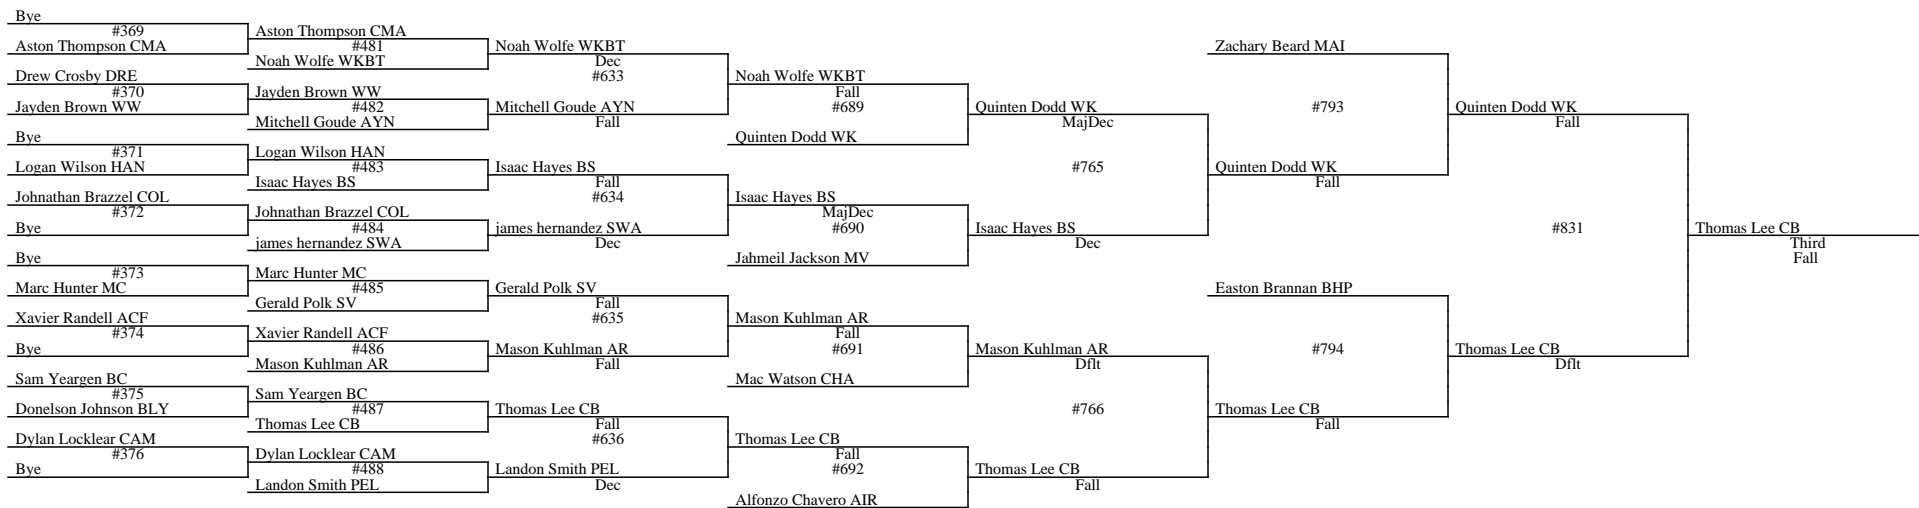 Bye
#369
Aston Thompson CMA
Drew Crosby DRE
#370
Jayden Brown WW
Bye
#371
Logan Wilson HAN
Johnathan Brazzel COL
#372
Bye
Bye
#373
Marc Hunter MC
Xavier Randell ACF
#374
Bye
Sam Yeargen BC
#375
Donelson Johnson BLY
Dylan Locklear CAM
#376
Bye
Aston Thompson CMA
#481
Noah Wolfe WKBT
Jayden Brown WW
#482
Mitchell Goude AYN
Logan Wilson HAN
#483
Isaac Hayes BS
Johnathan Brazzel COL
#484
james hernandez SWA
Marc Hunter MC
#485
Gerald Polk SV
Xavier Randell ACF
#486
Mason Kuhlman AR
Sam Yeargen BC
#487
Thomas Lee CB
Dylan Locklear CAM
#488
Landon Smith PEL
Noah Wolfe WKBT
Dec
#633
Mitchell Goude AYN
Fall
Isaac Hayes BS
Fall
#634
james hernandez SWA
Dec
Gerald Polk SV
Fall
#635
Mason Kuhlman AR
Fall
Thomas Lee CB
Fall
#636
Landon Smith PEL
Dec
Noah Wolfe WKBT
Fall
#689
Quinten Dodd WK
Isaac Hayes BS
MajDec
#690
Jahmeil Jackson MV
Mason Kuhlman AR
Fall
#691
Mac Watson CHA
Thomas Lee CB
Fall
#692
Alfonzo Chavero AIR
Quinten Dodd WK
MajDec
#765
Isaac Hayes BS
Dec
Mason Kuhlman AR
Dflt
#766
Thomas Lee CB
Fall
Zachary Beard MAI
#793
Quinten Dodd WK
Fall
Easton Brannan BHP
#794
Thomas Lee CB
Fall
Quinten Dodd WK
Fall
#831
Thomas Lee CB
Dflt
Thomas Lee CB
Third
Fall